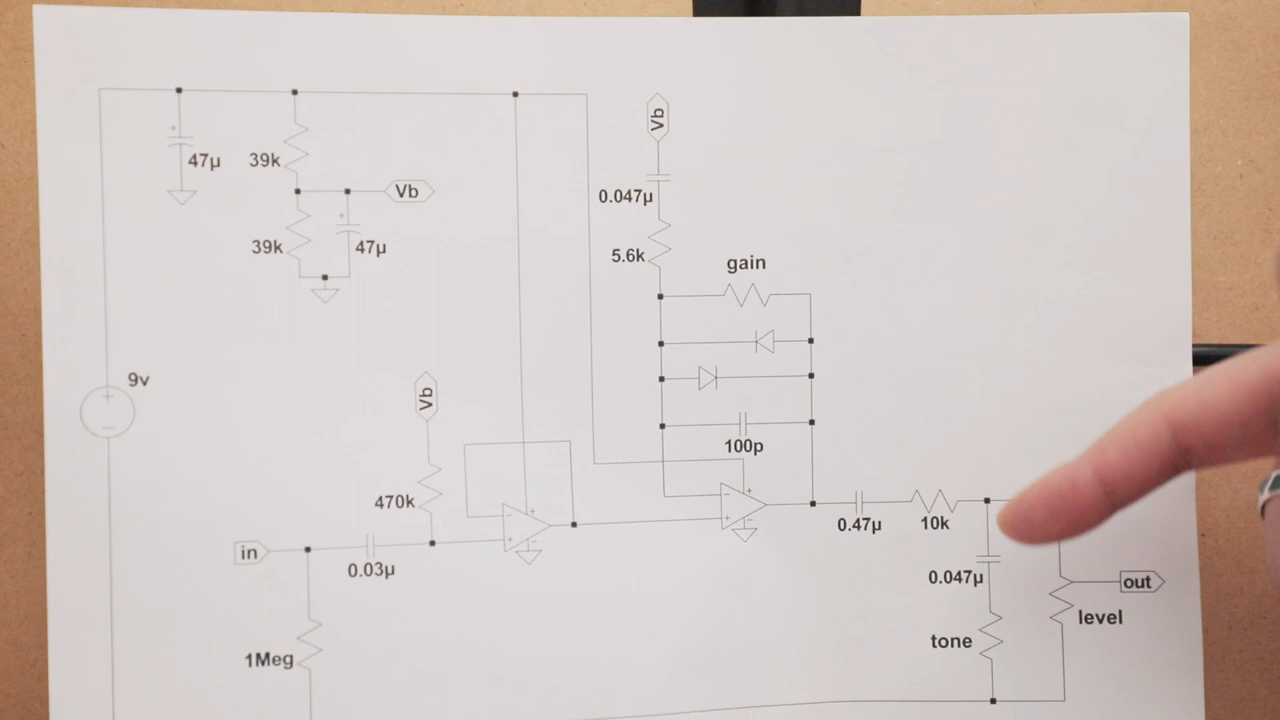 47µ
39k
Vb
39k
47µ
9v
Vb
0.047µ
5.6k
gain
100p
Vb
470k
in
0.03µ
1Meg
0.47µ
10k
0.047µ
tone
out
level